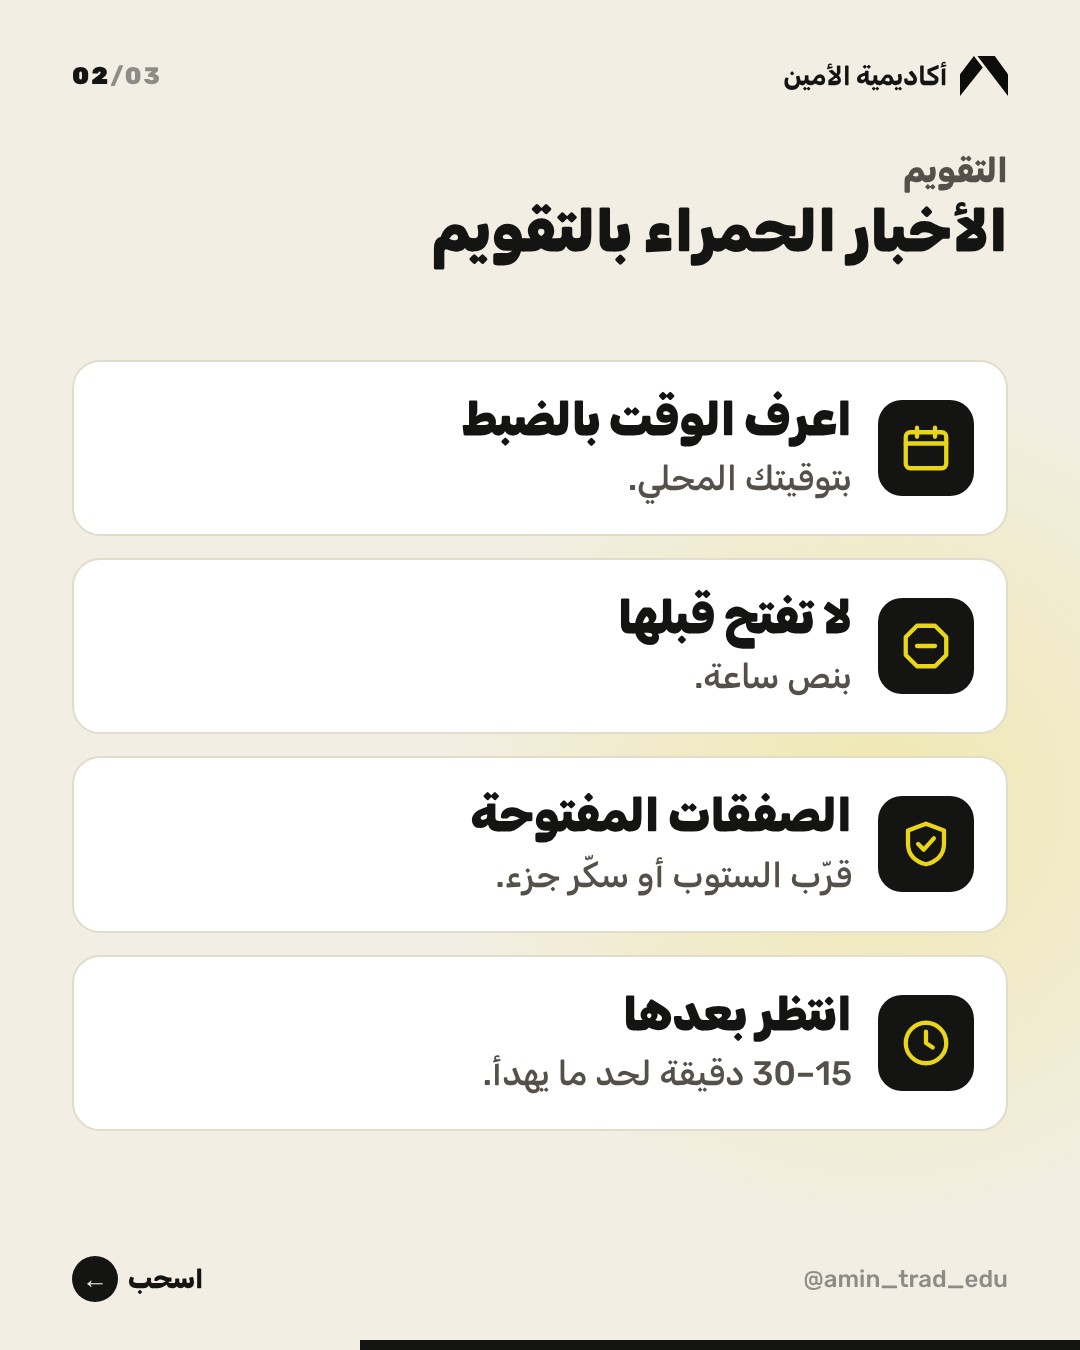 أكاديمية الأمين
02/03
التقويم
الأخبار الحمراء بالتقويم
اعرف الوقت بالضبط
بتوقيتك المحلي.
لا تفتح قبلها
بنص ساعة.
الصفقات المفتوحة
قرّب الستوب أو سكّر جزء.
انتظر بعدها
15–30 دقيقة لحد ما يهدأ.
@amin_trad_edu
اسحب ←